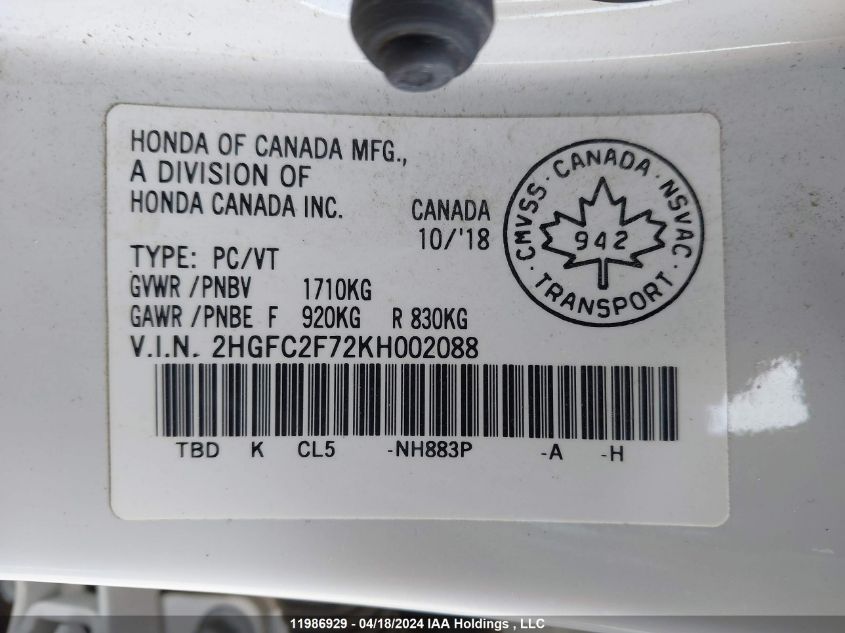 HONDA OF CANADA MFG.,
A DIVISION OF
HONDA CANADA INC.
CANADA
10/'18
TYPE: PC/VT
GVWR /PNBV 1710KG
GAWR /PNBE F 920KG R 830KG
V.I.N. 2HGFC2F72KH002088
TBD K CL5 -NH883P -A -H
CMVSS · CANADA · NSVAC · TRANSPORT ·
942
11986929 - 04/18/2024 IAA Holdings , LLC